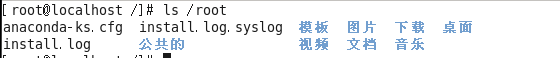 [root@localhost /]# ls /root
anaconda-ks.cfg  install.log.syslog  模板  图片  下载  桌面
install.log      公共的              视频  文档  音乐
[root@localhost /]#